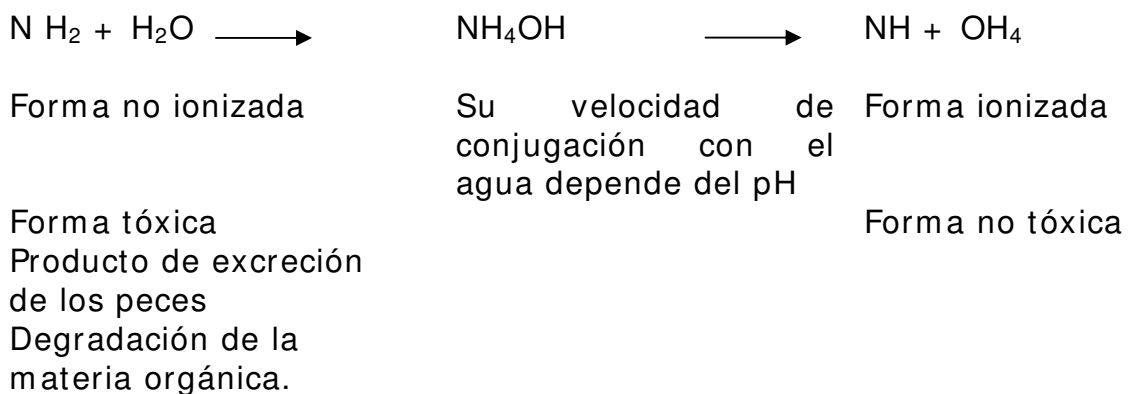 N H₂ + H₂O ⟶ NH₄OH ⟶ NH + OH₄
Forma no ionizada
Su velocidad de
conjugación con el
agua depende del pH
Forma ionizada
Forma tóxica
Producto de excreción
de los peces
Degradación de la
materia orgánica.
Forma no tóxica